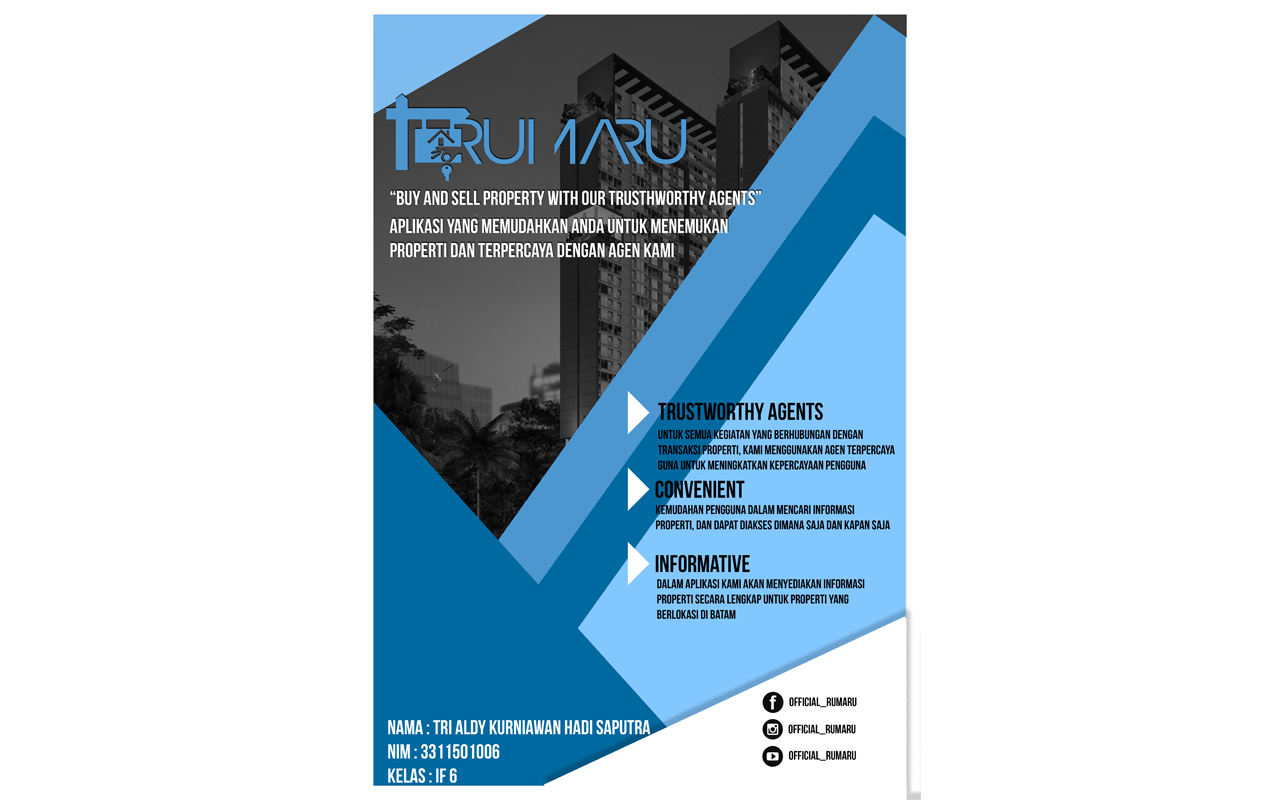 RUMARU
“BUY AND SELL PROPERTY WITH OUR TRUSTHWORTHY AGENTS”
APLIKASI YANG MEMUDAHKAN ANDA UNTUK MENEMUKAN
PROPERTI DAN TERPERCAYA DENGAN AGEN KAMI
TRUSTWORTHY AGENTS
UNTUK SEMUA KEGIATAN YANG BERHUBUNGAN DENGAN
TRANSAKSI PROPERTI, KAMI MENGGUNAKAN AGEN TERPERCAYA
GUNA UNTUK MENINGKATKAN KEPERCAYAAN PENGGUNA
CONVENIENT
KEMUDAHAN PENGGUNA DALAM MENCARI INFORMASI
PROPERTI, DAN DAPAT DIAKSES DIMANA SAJA DAN KAPAN SAJA
INFORMATIVE
DALAM APLIKASI KAMI AKAN MENYEDIAKAN INFORMASI
PROPERTI SECARA LENGKAP UNTUK PROPERTI YANG
BERLOKASI DI BATAM
NAMA : TRI ALDY KURNIAWAN HADI SAPUTRA
NIM : 3311501006
KELAS : IF 6
OFFICIAL_RUMARU
OFFICIAL_RUMARU
OFFICIAL_RUMARU